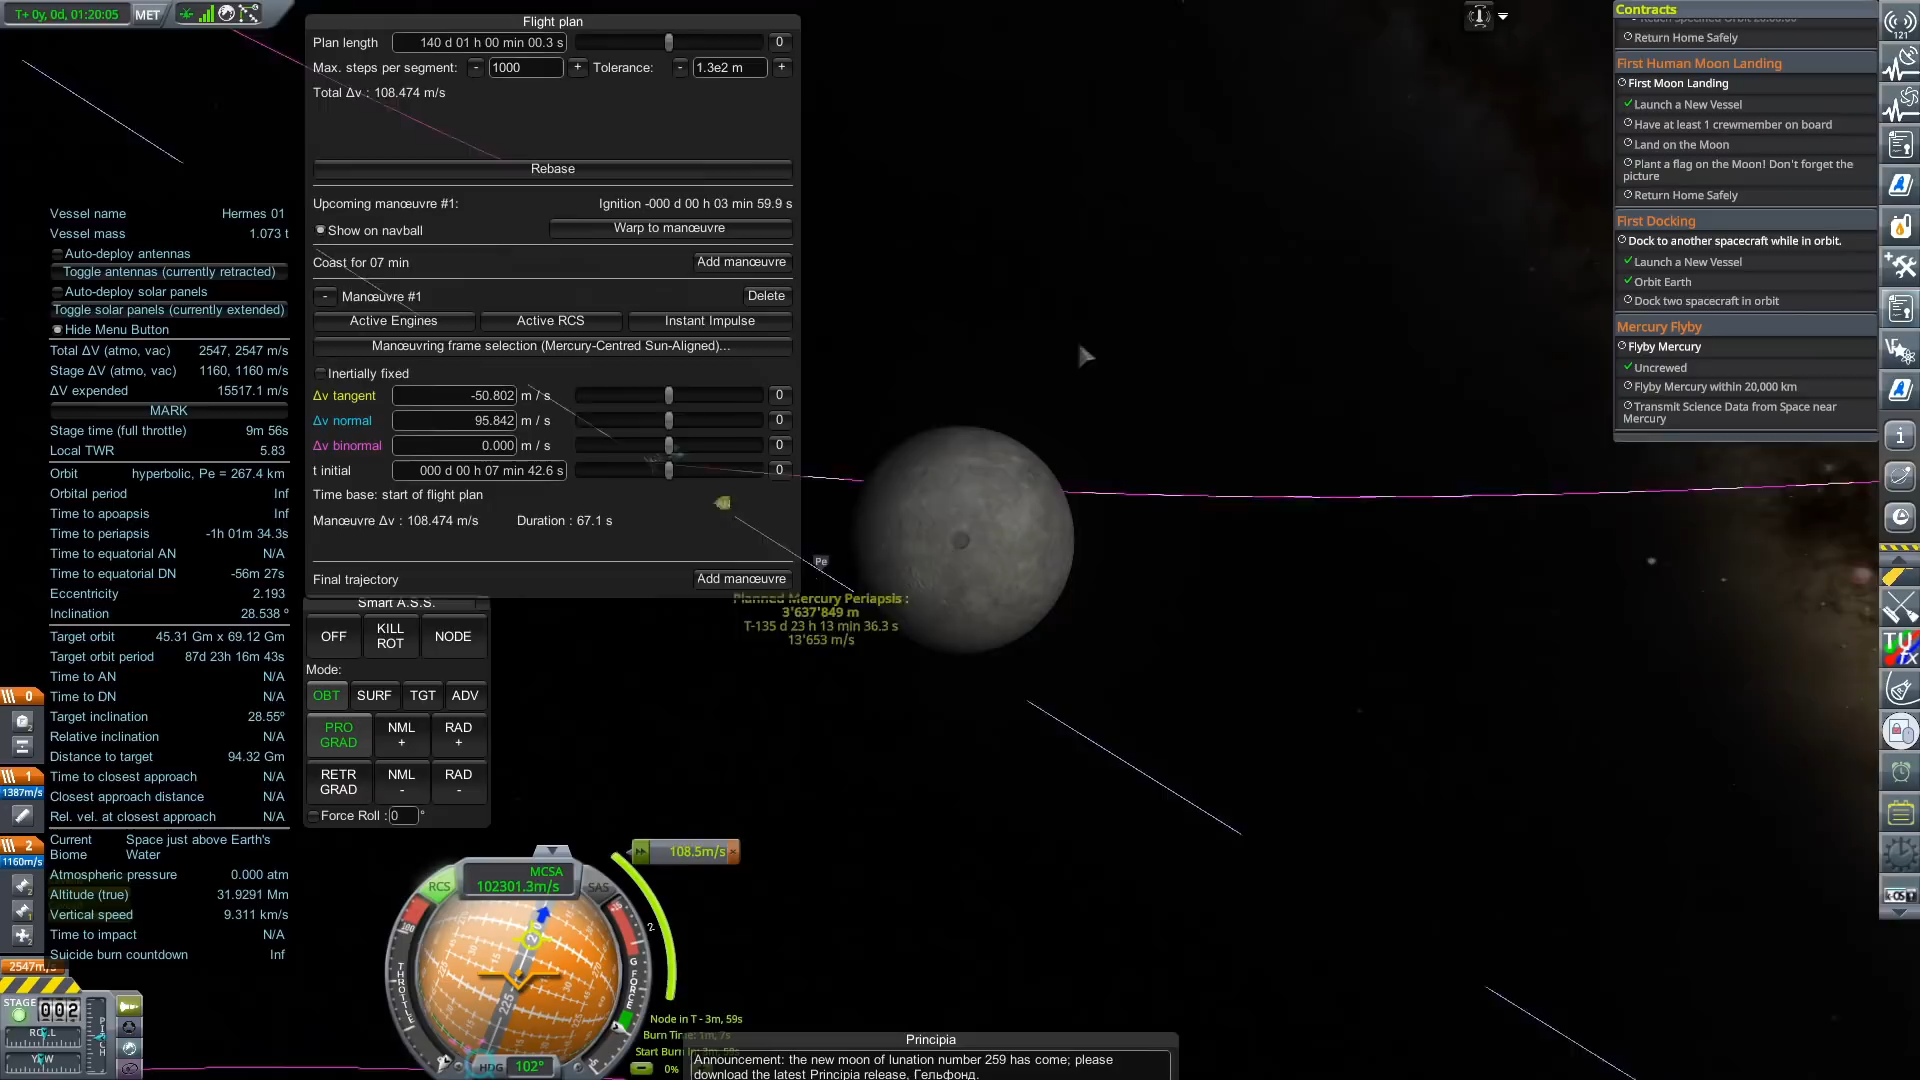 T+ 0y, 0d, 01:20:05
MET
Flight plan
Plan length 140 d 01 h 00 min 00.3 s 0
Max. steps per segment: - 1000 + Tolerance: - 1.3e2 m +
Total Δv : 108.474 m/s
Rebase
Upcoming manœuvre #1: Ignition -000 d 00 h 03 min 59.9 s
Show on navball Warp to manœuvre
Coast for 07 min Add manœuvre
- Manœuvre #1 Delete
Active Engines Active RCS Instant Impulse
Manœuvring frame selection (Mercury-Centred Sun-Aligned)...
Inertially fixed
Δv tangent -50.802 m / s 0
Δv normal 95.842 m / s 0
Δv binormal 0.000 m / s 0
t initial 000 d 00 h 07 min 42.6 s 0
Time base: start of flight plan
Manœuvre Δv : 108.474 m/s Duration : 67.1 s
Final trajectory Add manœuvre
Vessel name Hermes 01
Vessel mass 1.073 t
Auto-deploy antennas
Toggle antennas (currently retracted)
Auto-deploy solar panels
Toggle solar panels (currently extended)
Hide Menu Button
Total ΔV (atmo, vac) 2547, 2547 m/s
Stage ΔV (atmo, vac) 1160, 1160 m/s
ΔV expended 15517.1 m/s
MARK
Stage time (full throttle) 9m 56s
Local TWR 5.83
Orbit hyperbolic, Pe = 267.4 km
Orbital period Inf
Time to apoapsis Inf
Time to periapsis -1h 01m 34.3s
Time to equatorial AN N/A
Time to equatorial DN -56m 27s
Eccentricity 2.193
Inclination 28.538 º
Target orbit 45.31 Gm x 69.12 Gm
Target orbit period 87d 23h 16m 43s
Time to AN N/A
Time to DN N/A
Target inclination 28.55º
Relative inclination N/A
Distance to target 94.32 Gm
Time to closest approach N/A
Closest approach distance N/A
Rel. vel. at closest approach N/A
Current Biome Space just above Earth's Water
Atmospheric pressure 0.000 atm
Altitude (true) 31.9291 Mm
Vertical speed 9.311 km/s
Time to impact N/A
Suicide burn countdown Inf
0
1
1387m/s
2
1160m/s
2547m/s
STAGE 002
ROLL
YAW
PITCH
Smart A.S.S.
OFF KILL ROT NODE
Mode:
OBT SURF TGT ADV
PRO GRAD NML + RAD +
RETR GRAD NML - RAD -
Force Roll : 0 °
Pe
Planned Mercury Periapsis :
3'637'849 m
T-135 d 23 h 13 min 36.3 s
13'653 m/s
108.5m/s
MCSA
102301.3m/s
RCS SAS
THROTTLE
G FORCE
HDG 102°
Node in T - 3m, 59s
Burn Time: 1m, 7s
0%
Principia
Announcement: the new moon of lunation number 259 has come; please
download the latest Principia release, Гельфонд.
Contracts
Reach Specified Orbit
Return Home Safely
First Human Moon Landing
First Moon Landing
Launch a New Vessel
Have at least 1 crewmember on board
Land on the Moon
Plant a flag on the Moon! Don't forget the
picture
Return Home Safely
First Docking
Dock to another spacecraft while in orbit.
Launch a New Vessel
Orbit Earth
Dock two spacecraft in orbit
Mercury Flyby
Flyby Mercury
Uncrewed
Flyby Mercury within 20,000 km
Transmit Science Data from Space near
Mercury
121
TU
fx
kOS